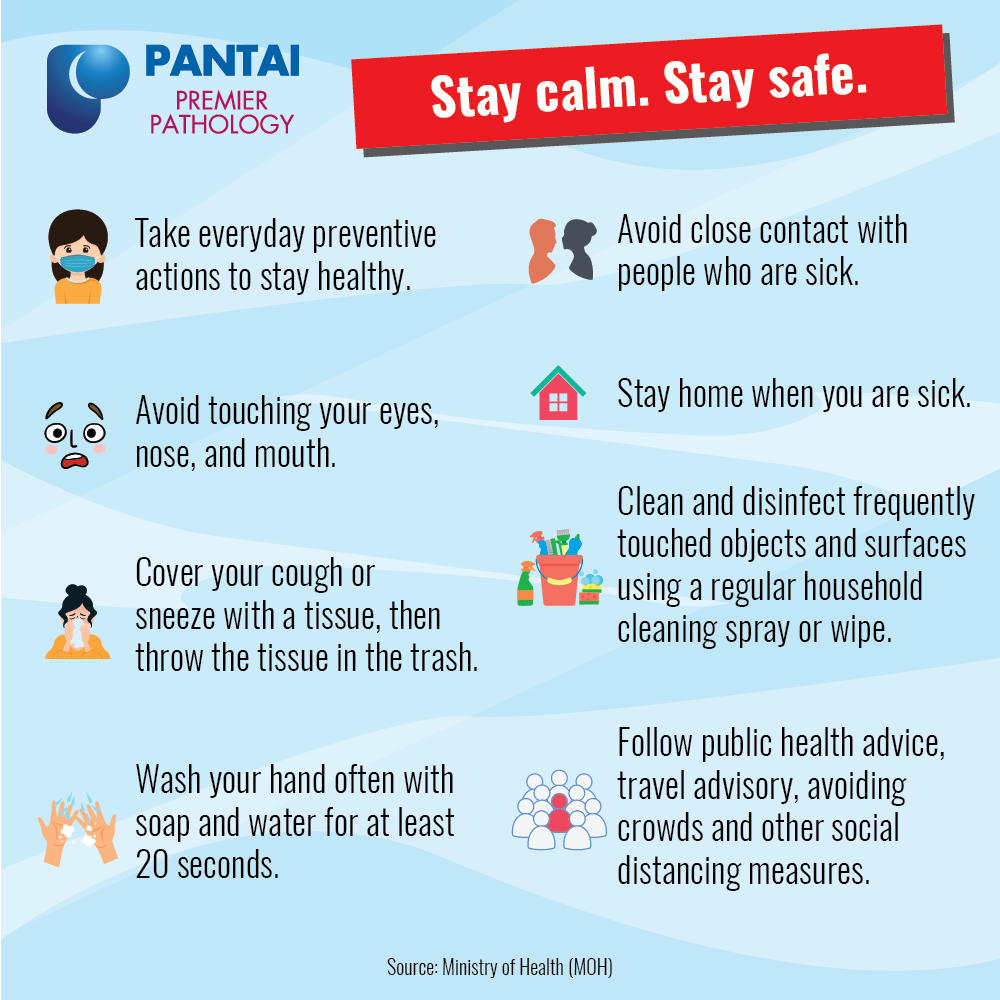 PANTAI
PREMIER
PATHOLOGY
Stay calm. Stay safe.
Take everyday preventive
actions to stay healthy.
Avoid touching your eyes,
nose, and mouth.
Cover your cough or
sneeze with a tissue, then
throw the tissue in the trash.
Wash your hand often with
soap and water for at least
20 seconds.
Avoid close contact with
people who are sick.
Stay home when you are sick.
Clean and disinfect frequently
touched objects and surfaces
using a regular household
cleaning spray or wipe.
Follow public health advice,
travel advisory, avoiding
crowds and other social
distancing measures.
Source: Ministry of Health (MOH)